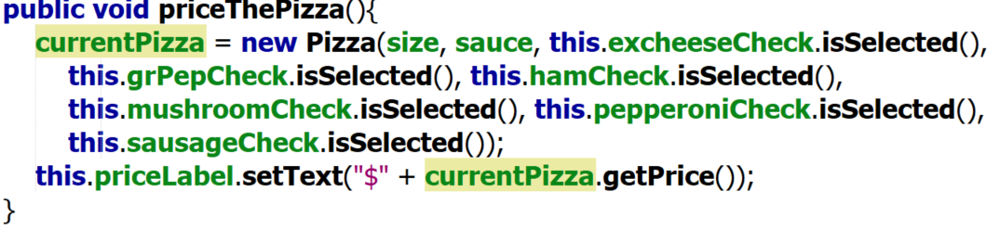 public void priceThePizza(){
currentPizza = new Pizza(size, sauce, this.excheeseCheck.isSelected(),
this.grPepCheck.isSelected(), this.hamCheck.isSelected(),
this.mushroomCheck.isSelected(), this.pepperoniCheck.isSelected(),
this.sausageCheck.isSelected());
this.priceLabel.setText("$" + currentPizza.getPrice());
}